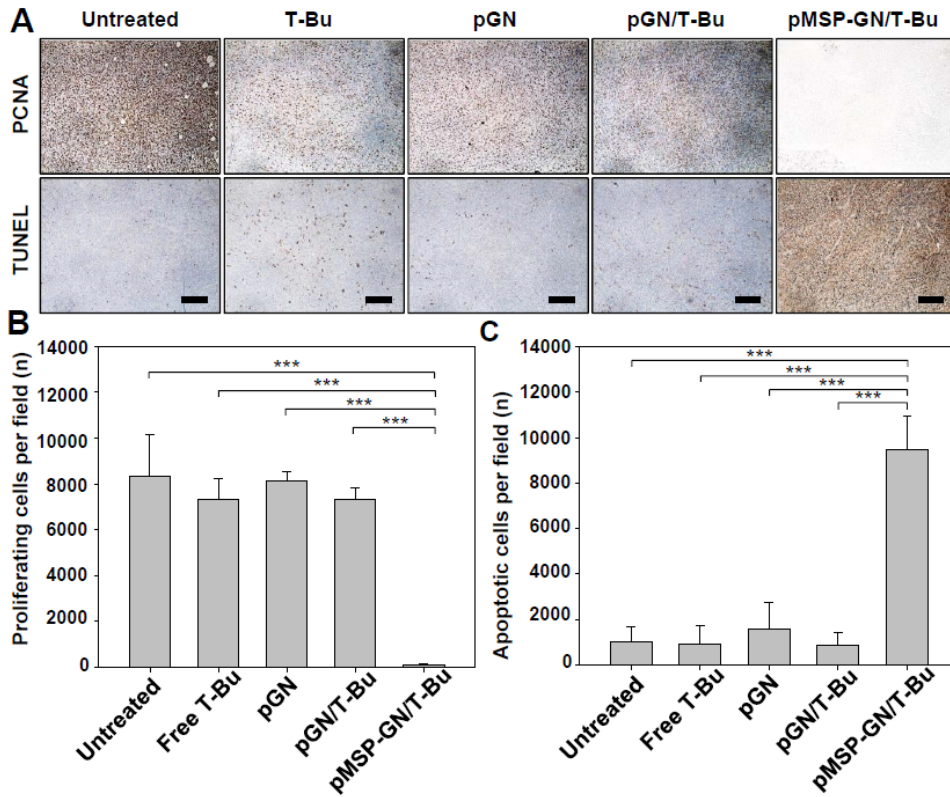 A
Untreated T-Bu pGN pGN/T-Bu pMSP-GN/T-Bu
PCNA
TUNEL
B
Proliferating cells per field (n)
14000
12000
10000
8000
6000
4000
2000
0
***
***
***
***
Untreated Free T-Bu pGN pGN/T-Bu pMSP-GN/T-Bu
C
Apoptotic cells per field (n)
14000
12000
10000
8000
6000
4000
2000
0
***
***
***
***
Untreated Free T-Bu pGN pGN/T-Bu pMSP-GN/T-Bu